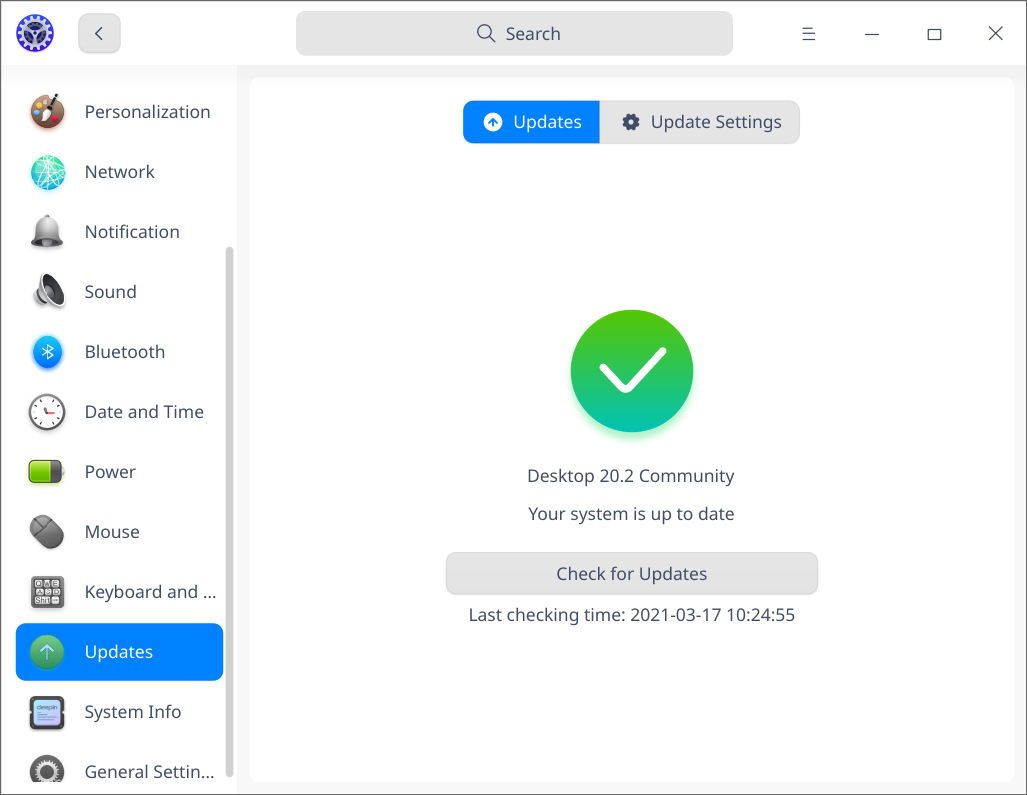 Search
Personalization
Network
Notification
Sound
Bluetooth
Date and Time
Power
Mouse
Keyboard and ...
Updates
System Info
deepin
General Settin...
Updates
Update Settings
Desktop 20.2 Community
Your system is up to date
Check for Updates
Last checking time: 2021-03-17 10:24:55